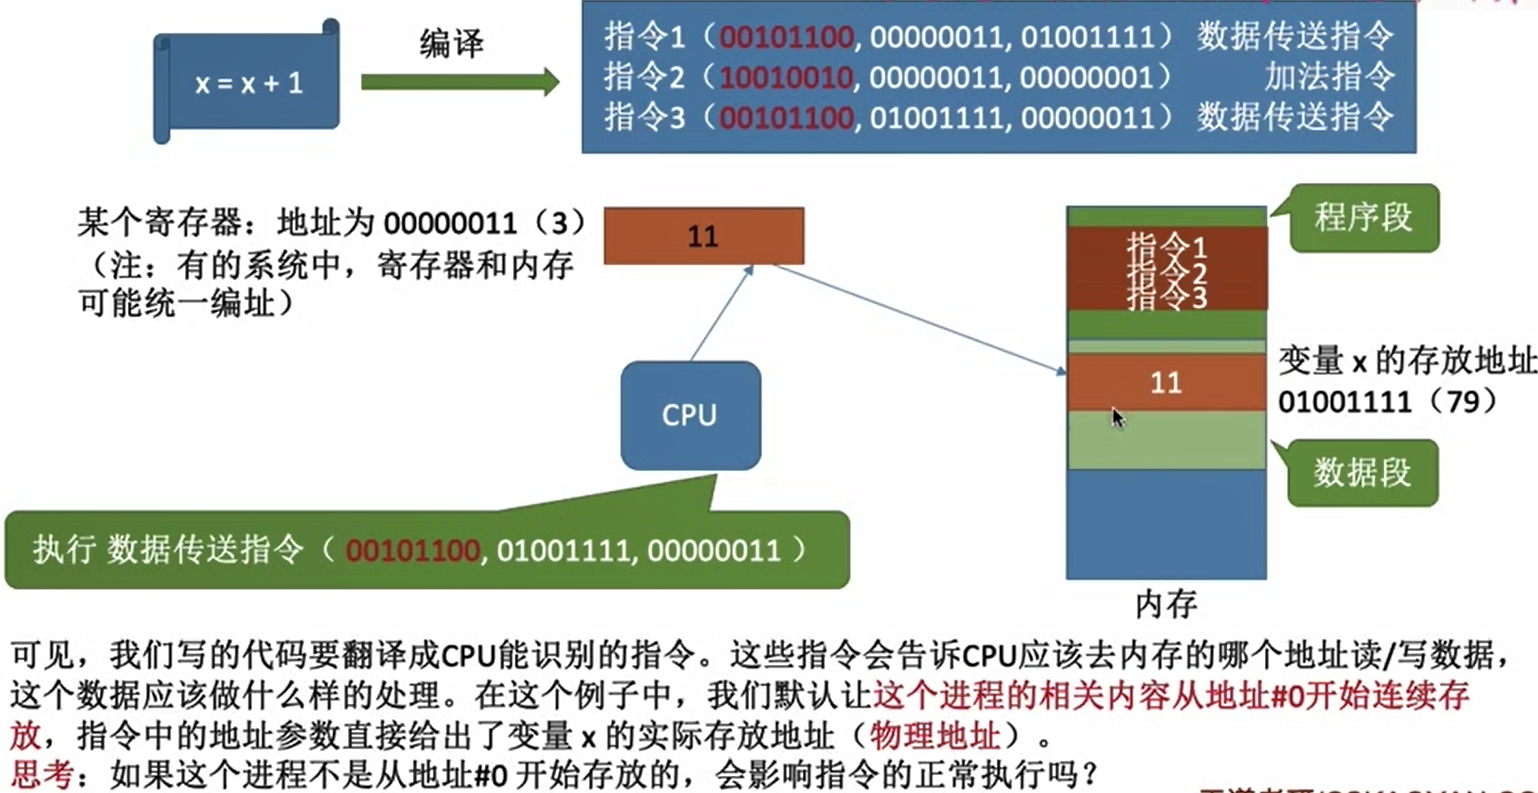 x = x + 1
编译
指令1（00101100, 00000011, 01001111） 数据传送指令
指令2（10010010, 00000011, 00000001） 加法指令
指令3（00101100, 01001111, 00000011） 数据传送指令
某个寄存器：地址为 00000011（3）
（注：有的系统中，寄存器和内存
可能统一编址）
11
程序段
指令1
指令2
指令3
变量 x 的存放地址
01001111（79）
11
CPU
数据段
执行 数据传送指令（ 00101100, 01001111, 00000011 ）
内存
可见，我们写的代码要翻译成CPU能识别的指令。这些指令会告诉CPU应该去内存的哪个地址读/写数据，
这个数据应该做什么样的处理。在这个例子中，我们默认让这个进程的相关内容从地址#0开始连续存
放，指令中的地址参数直接给出了变量 x 的实际存放地址（物理地址）。
思考：如果这个进程不是从地址#0 开始存放的，会影响指令的正常执行吗？